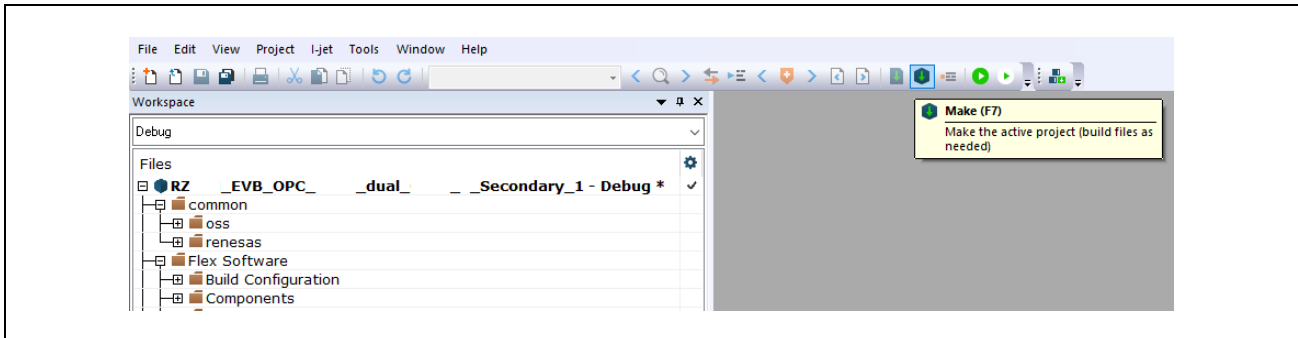 File Edit View Project I-jet Tools Window Help
Workspace
Debug
Files
RZ _EVB_OPC_ _dual_ _ _Secondary_1 - Debug *
common
oss
renesas
Flex Software
Build Configuration
Components
Make (F7)
Make the active project (build files as
needed)